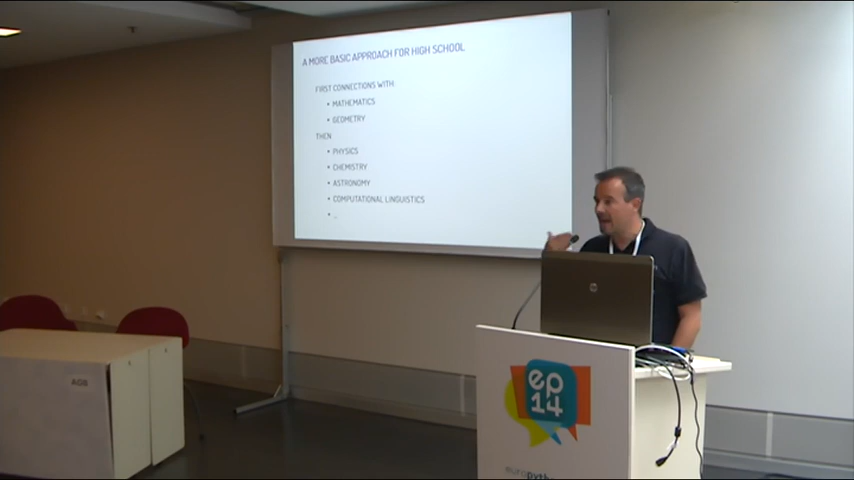 A MORE BASIC APPROACH FOR HIGH SCHOOL
FIRST CONNECTIONS WITH
• MATHEMATICS
• GEOMETRY
THEN
• PHYSICS
• CHEMISTRY
• ASTRONOMY
• COMPUTATIONAL LINGUISTICS
• ...
hp
ep
14